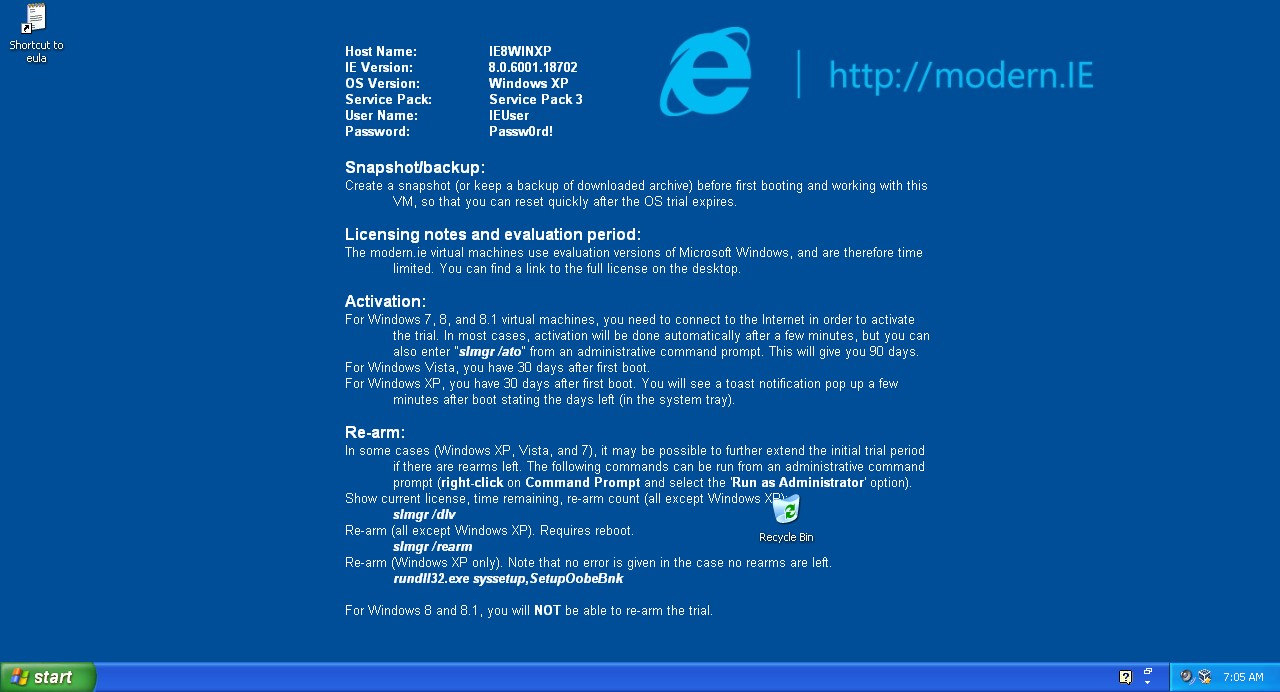 Shortcut to
eula
Host Name: IE8WINXP
IE Version: 8.0.6001.18702
OS Version: Windows XP
Service Pack: Service Pack 3
User Name: IEUser
Password: Passw0rd!
http://modern.IE
Snapshot/backup:
Create a snapshot (or keep a backup of downloaded archive) before first booting and working with this
VM, so that you can reset quickly after the OS trial expires.
Licensing notes and evaluation period:
The modern.ie virtual machines use evaluation versions of Microsoft Windows, and are therefore time
limited. You can find a link to the full license on the desktop.
Activation:
For Windows 7, 8, and 8.1 virtual machines, you need to connect to the Internet in order to activate
the trial. In most cases, activation will be done automatically after a few minutes, but you can
also enter "slmgr /ato" from an administrative command prompt. This will give you 90 days.
For Windows Vista, you have 30 days after first boot.
For Windows XP, you have 30 days after first boot. You will see a toast notification pop up a few
minutes after boot stating the days left (in the system tray).
Re-arm:
In some cases (Windows XP, Vista, and 7), it may be possible to further extend the initial trial period
if there are rearms left. The following commands can be run from an administrative command
prompt (right-click on Command Prompt and select the 'Run as Administrator' option).
Show current license, time remaining, re-arm count (all except Windows XP):
slmgr /dlv
Re-arm (all except Windows XP). Requires reboot.
slmgr /rearm
Re-arm (Windows XP only). Note that no error is given in the case no rearms are left.
rundll32.exe syssetup,SetupOobeBnk
For Windows 8 and 8.1, you will NOT be able to re-arm the trial.
Recycle Bin
start
7:05 AM